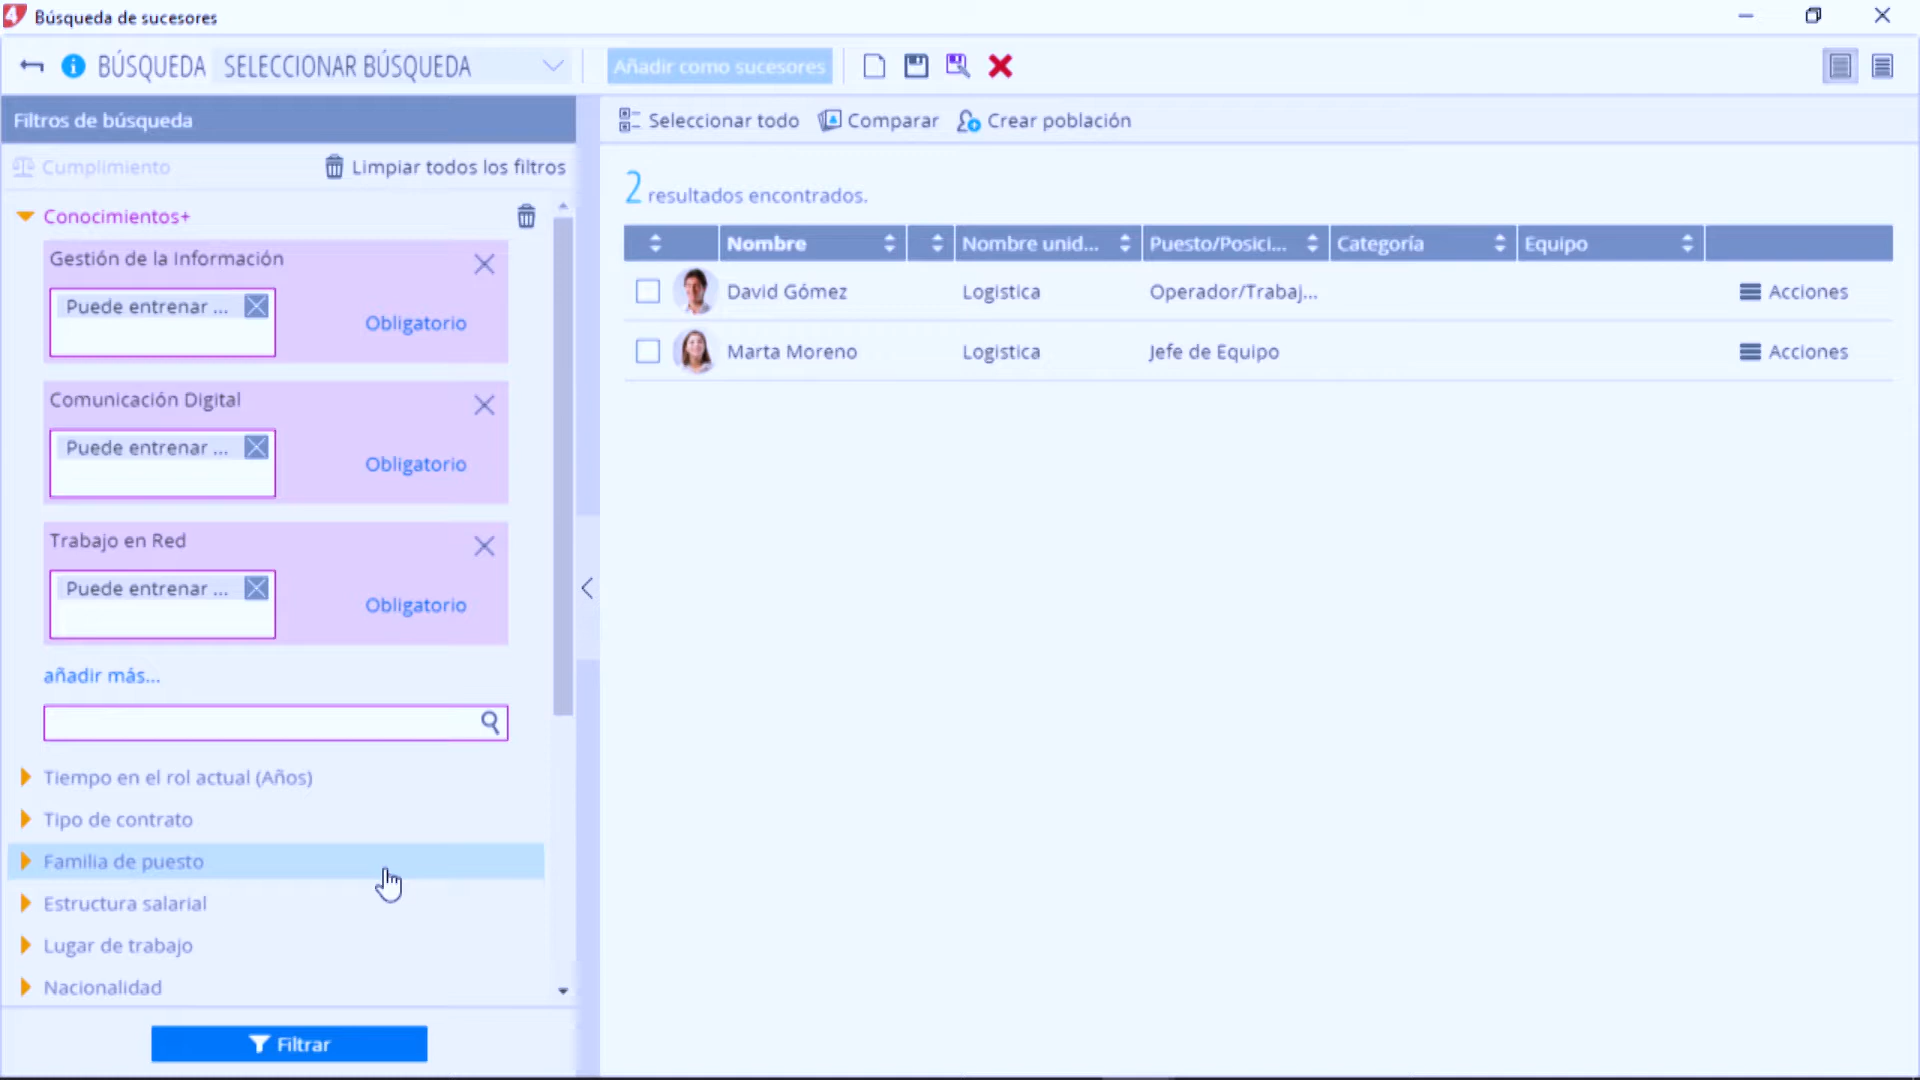 Búsqueda de sucesores
BÚSQUEDA SELECCIONAR BÚSQUEDA
Añadir como sucesores
Filtros de búsqueda
Cumplimiento
Limpiar todos los filtros
Conocimientos+
Gestión de la Información
Puede entrenar ...
Obligatorio
Comunicación Digital
Puede entrenar ...
Obligatorio
Trabajo en Red
Puede entrenar ...
Obligatorio
añadir más...
Tiempo en el rol actual (Años)
Tipo de contrato
Familia de puesto
Estructura salarial
Lugar de trabajo
Nacionalidad
Filtrar
Seleccionar todo Comparar Crear población
2 resultados encontrados.
Nombre Nombre unid... Puesto/Posici... Categoría Equipo
David Gómez Logistica Operador/Trabaj... Acciones
Marta Moreno Logistica Jefe de Equipo Acciones